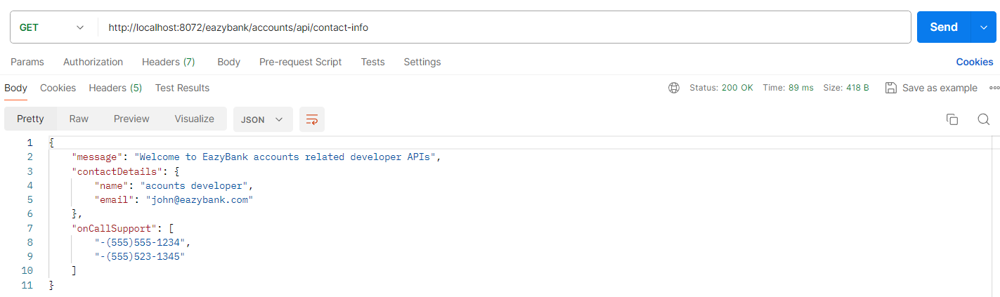 GET http://localhost:8072/eazybank/accounts/api/contact-info Send
Params Authorization Headers (7) Body Pre-request Script Tests Settings Cookies
Body Cookies Headers (5) Test Results Status: 200 OK Time: 89 ms Size: 418 B Save as example
Pretty Raw Preview Visualize JSON
1 {
2 "message": "Welcome to EazyBank accounts related developer APIs",
3 "contactDetails": {
4 "name": "acounts developer",
5 "email": "john@eazybank.com"
6 },
7 "onCallSupport": [
8 "-(555)555-1234",
9 "-(555)523-1345"
10 ]
11 }